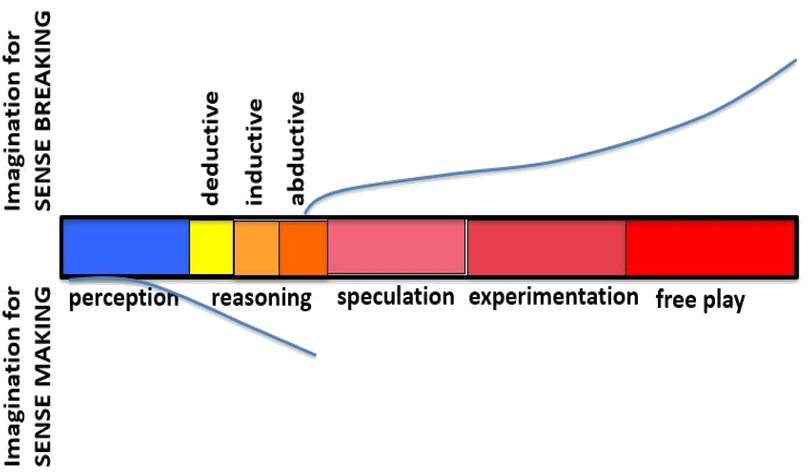 Imagination for
SENSE BREAKING
deductive
inductive
abductive
perception
reasoning
speculation
experimentation
free play
Imagination for
SENSE MAKING